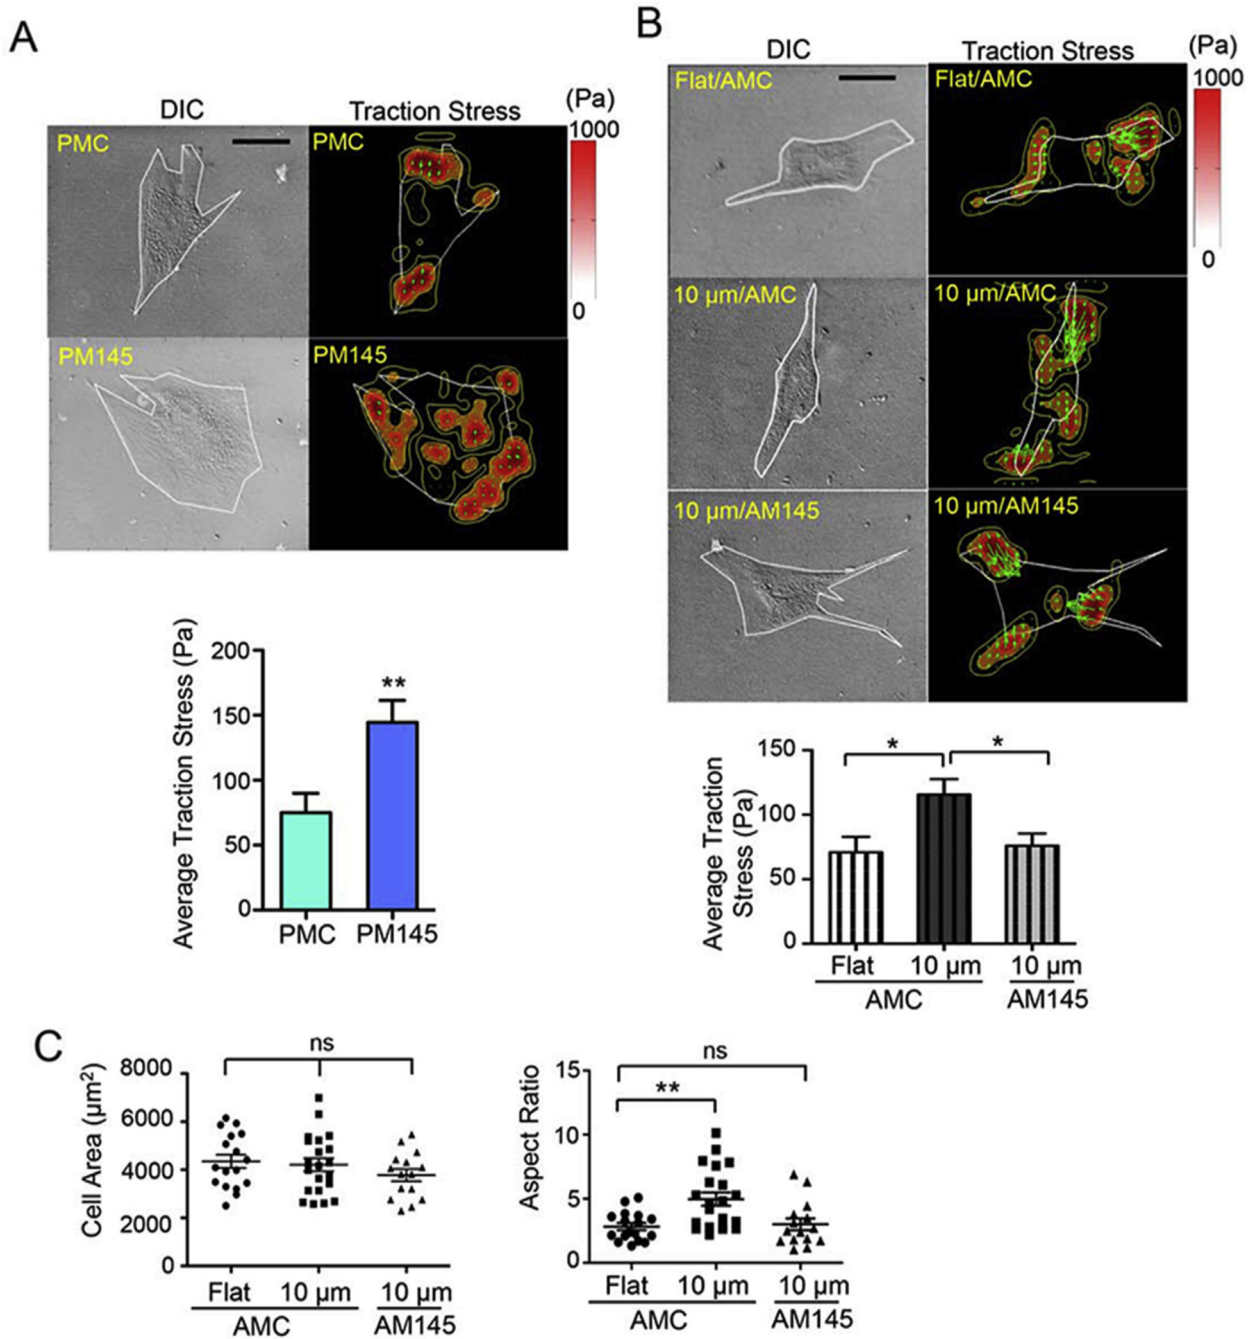 A
DIC
Traction Stress
(Pa)
1000
0
PMC
PMC
PM145
PM145
Average Traction Stress (Pa)
200
150
100
50
0
**
PMC
PM145
B
DIC
Traction Stress
(Pa)
1000
0
Flat/AMC
Flat/AMC
10 µm/AMC
10 µm/AMC
10 µm/AM145
10 µm/AM145
Average Traction
Stress (Pa)
150
100
50
0
*
*
Flat
10 µm
10 µm
AMC
AM145
C
Cell Area (µm²)
8000
6000
4000
2000
0
ns
Flat
10 µm
10 µm
AMC
AM145
Aspect Ratio
15
10
5
0
ns
**
Flat
10 µm
10 µm
AMC
AM145